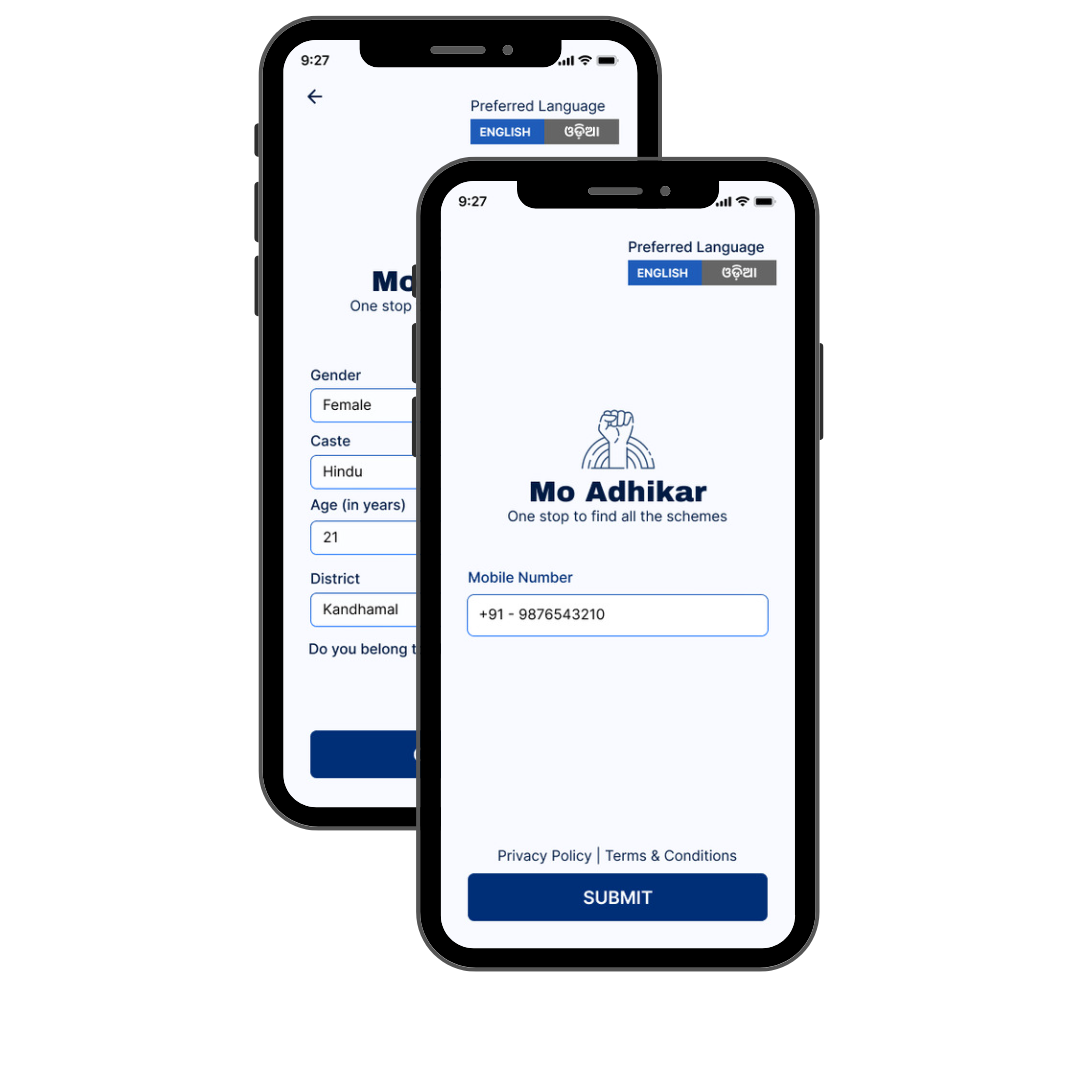 9:27
Preferred Language
ENGLISH ଓଡ଼ିଆ
Mo
One stop
Gender
Female
Caste
Hindu
Age (in years)
21
District
Kandhamal
Do you belong t
9:27
Preferred Language
ENGLISH ଓଡ଼ିଆ
Mo Adhikar
One stop to find all the schemes
Mobile Number
+91 - 9876543210
Privacy Policy | Terms & Conditions
SUBMIT